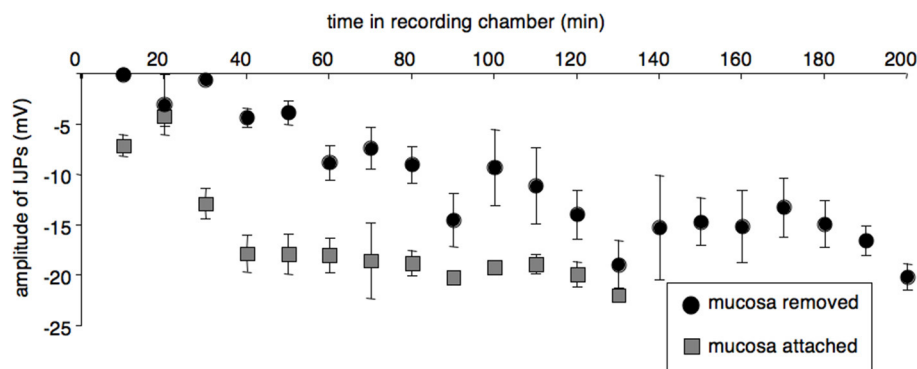 time in recording chamber (min)
0 20 40 60 80 100 120 140 160 180 200
amplitude of IJPs (mV)
-5
-10
-15
-20
-25
mucosa removed
mucosa attached